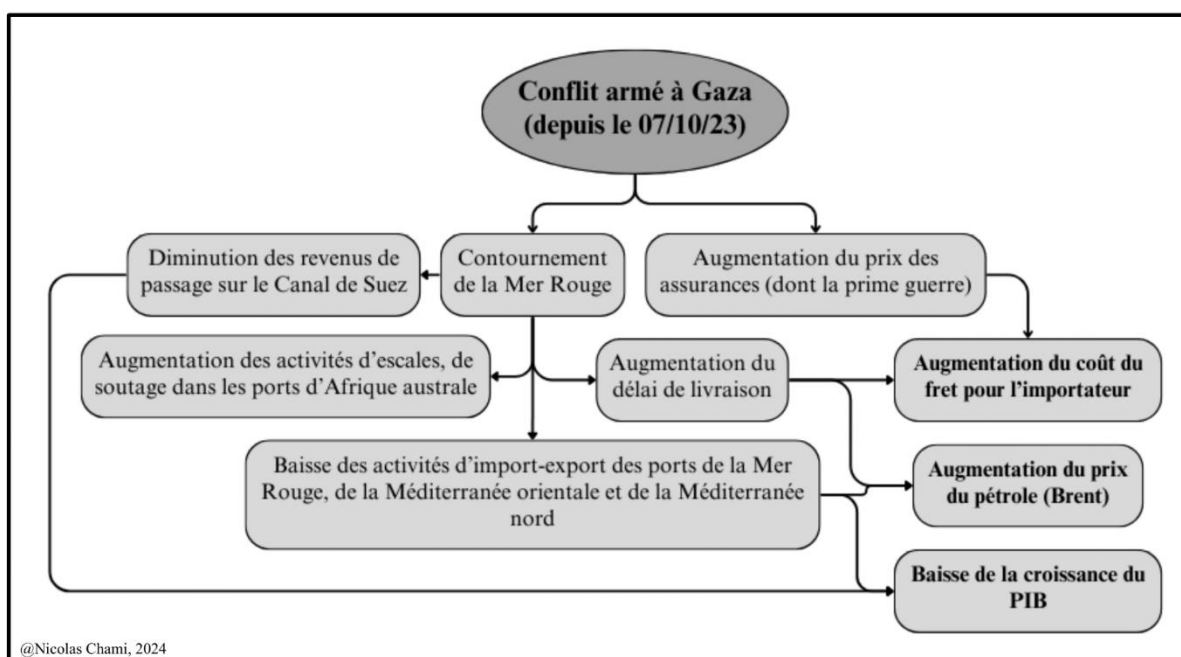 Conflit armé à Gaza
(depuis le 07/10/23)
Diminution des revenus de
passage sur le Canal de Suez
Contournement
de la Mer Rouge
Augmentation du prix des
assurances (dont la prime guerre)
Augmentation des activités d’escales, de
soutage dans les ports d’Afrique australe
Augmentation du
délai de livraison
Augmentation du coût du
fret pour l’importateur
Baisse des activités d’import-export des ports de la Mer
Rouge, de la Méditerranée orientale et de la Méditerranée
nord
Augmentation du prix
du pétrole (Brent)
Baisse de la croissance du
PIB
@Nicolas Chami, 2024